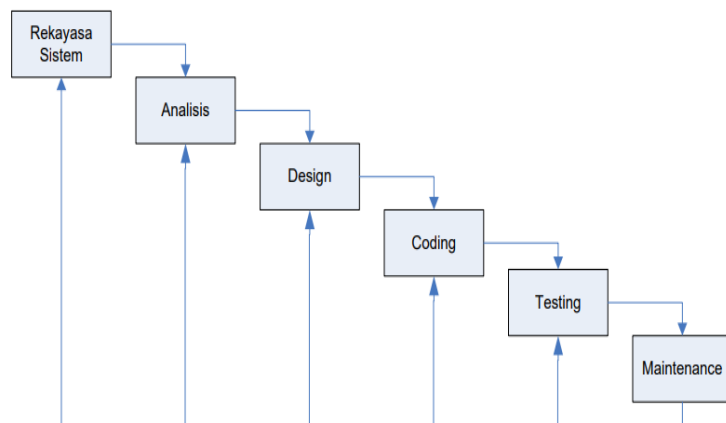 Rekayasa
Sistem
Analisis
Design
Coding
Testing
Maintenance